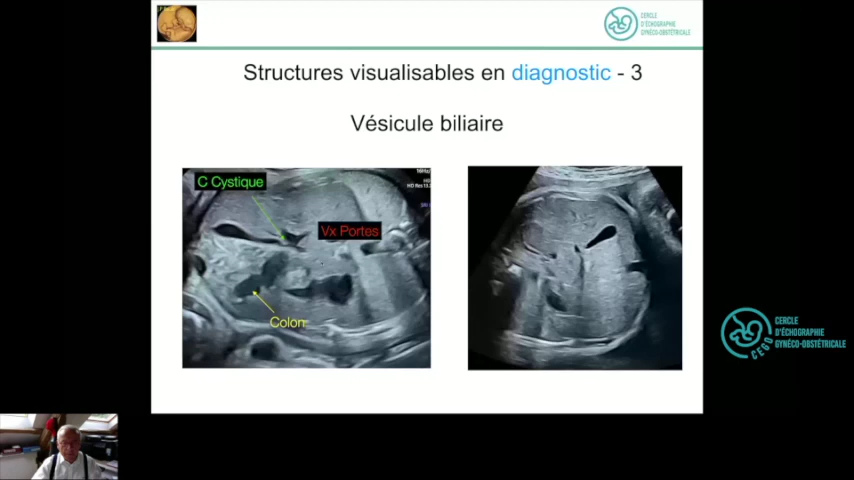 CERCLE
D'ÉCHOGRAPHIE
GYNÉCO-OBSTÉTRICALE
Structures visualisables en diagnostic - 3
Vésicule biliaire
C Cystique
Vx Portes
Colon
CERCLE
D'ÉCHOGRAPHIE
GYNÉCO-OBSTÉTRICALE
CEGO